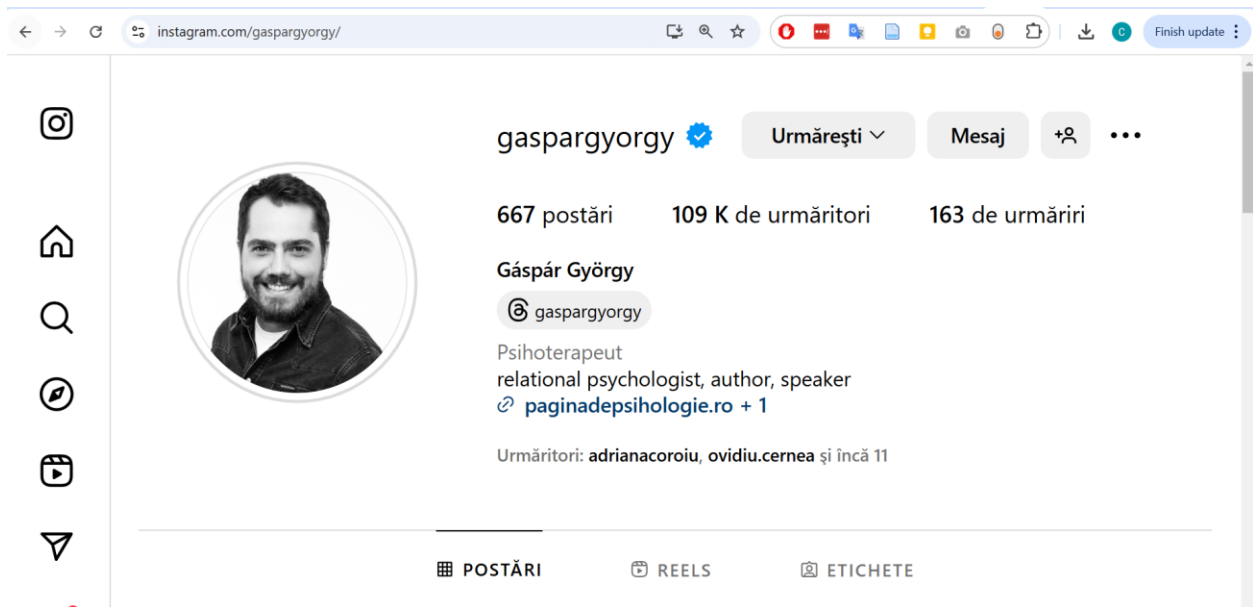 instagram.com/gaspargyorgy/
C
Finish update
gaspargyorgy
Urmărești
Mesaj
667 postări 109 K de urmăritori 163 de urmăriri
Gáspár György
gaspargyorgy
Psihoterapeut
relational psychologist, author, speaker
paginadepsihologie.ro + 1
Urmăritori: adrianacoroiu, ovidiu.cernea și încă 11
POSTĂRI REELS ETICHETE